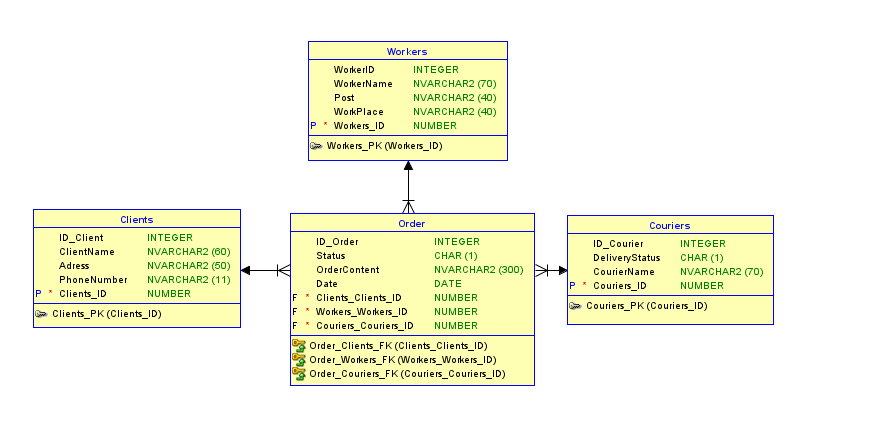 Workers
WorkerID INTEGER
WorkerName NVARCHAR2 (70)
Post NVARCHAR2 (40)
WorkPlace NVARCHAR2 (40)
P * Workers_ID NUMBER
Workers_PK (Workers_ID)
Clients
ID_Client INTEGER
ClientName NVARCHAR2 (60)
Adress NVARCHAR2 (50)
PhoneNumber NVARCHAR2 (11)
P * Clients_ID NUMBER
Clients_PK (Clients_ID)
Order
ID_Order INTEGER
Status CHAR (1)
OrderContent NVARCHAR2 (300)
Date DATE
F * Clients_Clients_ID NUMBER
F * Workers_Workers_ID NUMBER
F * Couriers_Couriers_ID NUMBER
Order_Clients_FK (Clients_Clients_ID)
Order_Workers_FK (Workers_Workers_ID)
Order_Couriers_FK (Couriers_Couriers_ID)
Couriers
ID_Courier INTEGER
DeliveryStatus CHAR (1)
CourierName NVARCHAR2 (70)
P * Couriers_ID NUMBER
Couriers_PK (Couriers_ID)